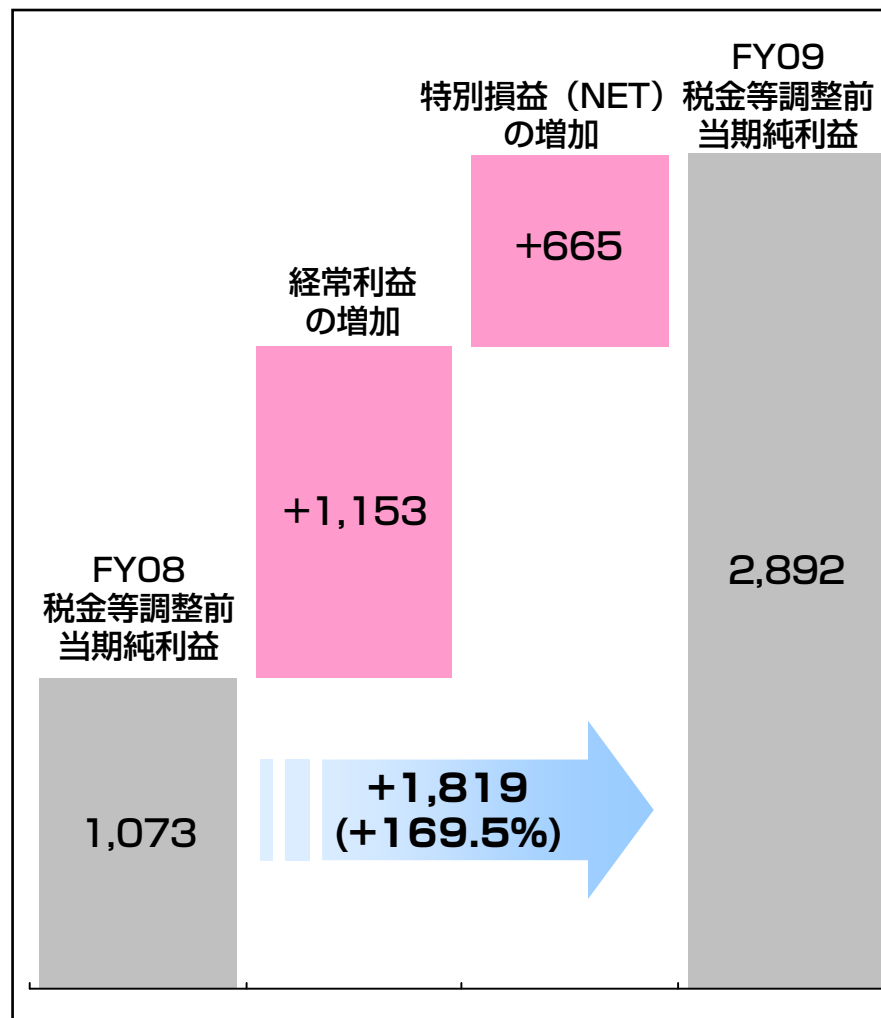 FY08
税金等調整前
当期純利益
1,073
経常利益
の増加
+1,153
特別損益（NET）
の増加
+665
FY09
税金等調整前
当期純利益
2,892
+1,819
(+169.5%)